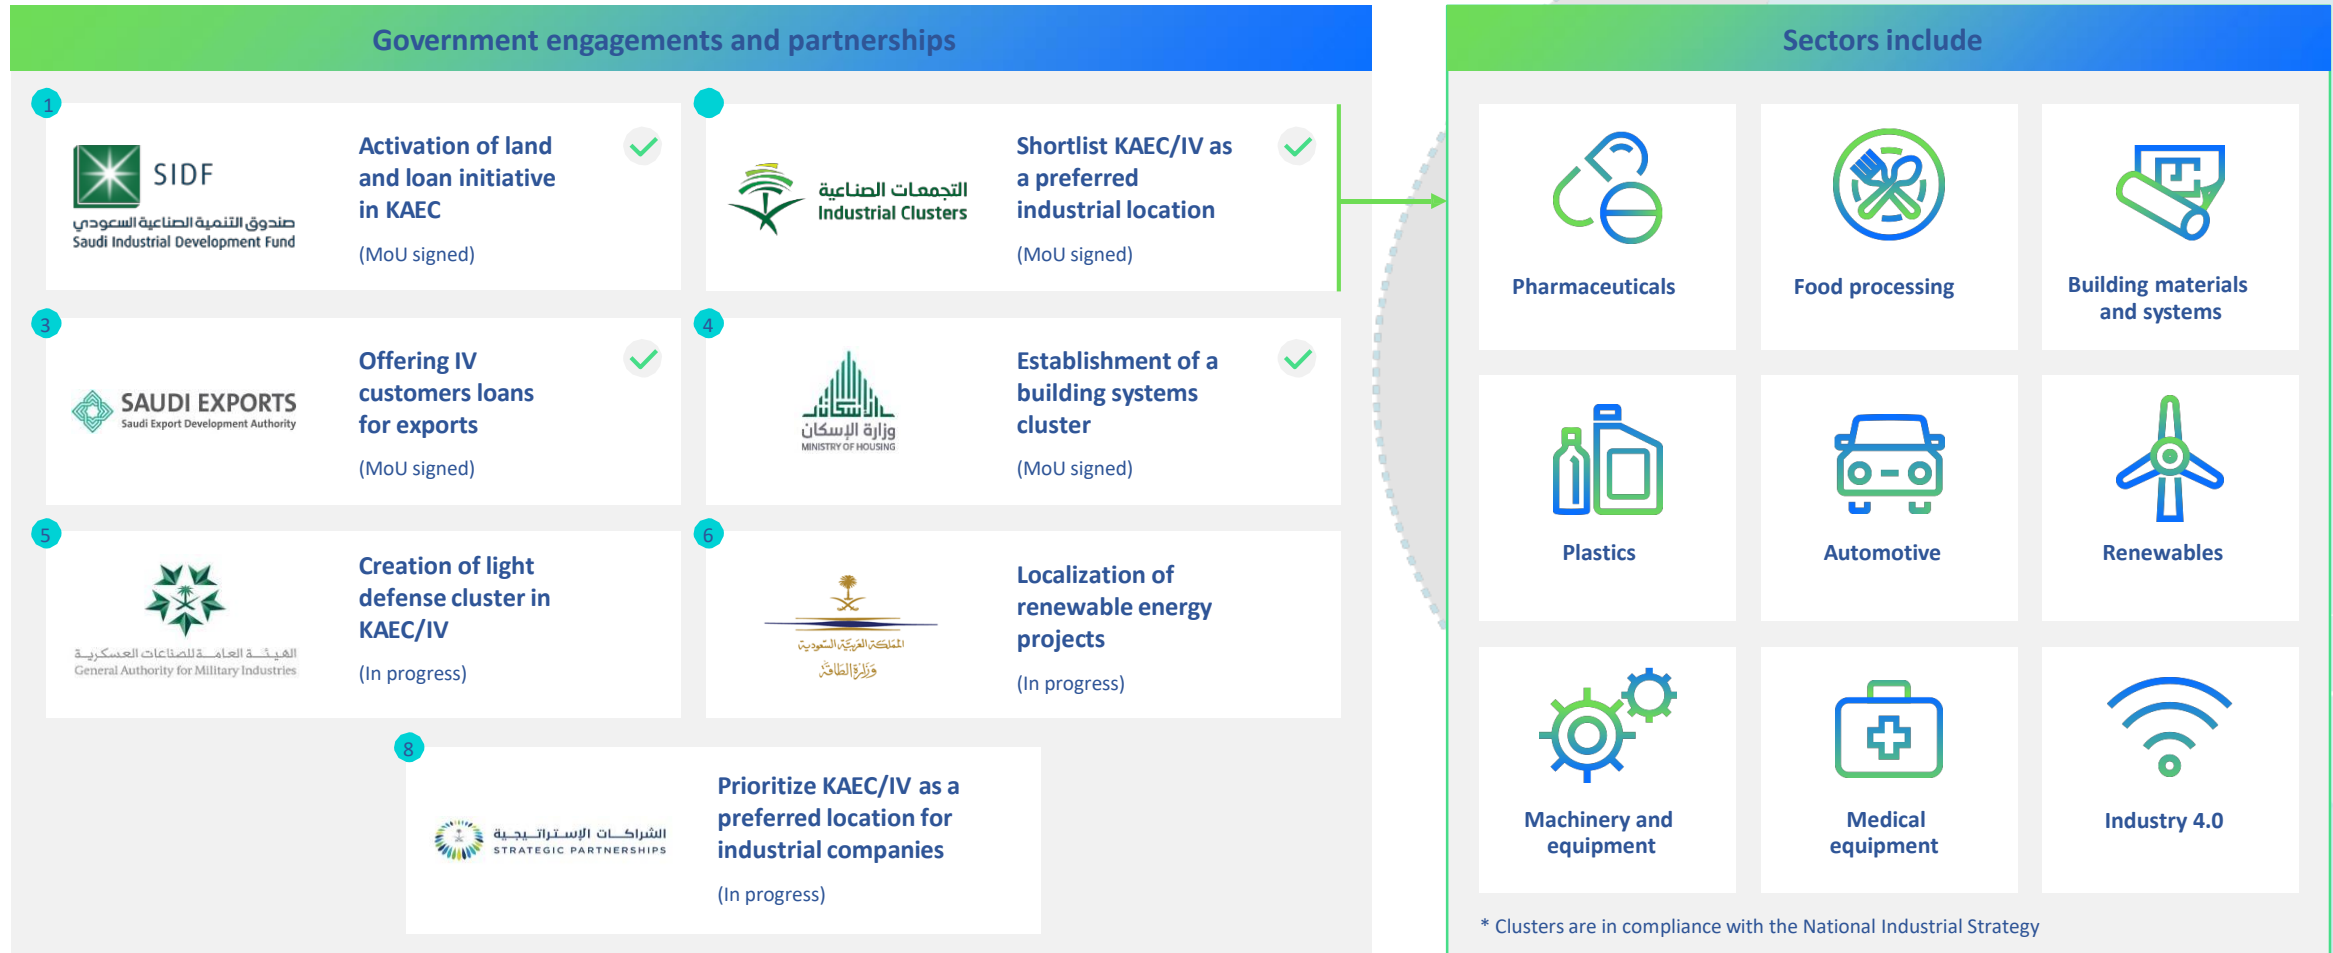 Government engagements and partnerships
1
SIDF
صندوق التنمية الصناعية السعودي
Saudi Industrial Development Fund
Activation of land
and loan initiative
in KAEC
(MoU signed)
التجمعات الصناعية
Industrial Clusters
Shortlist KAEC/IV as
a preferred
industrial location
(MoU signed)
3
SAUDI EXPORTS
Saudi Export Development Authority
Offering IV
customers loans
for exports
(MoU signed)
4
وزارة الإسكان
MINISTRY OF HOUSING
Establishment of a
building systems
cluster
(MoU signed)
5
الهيئة العامة للصناعات العسكرية
General Authority for Military Industries
Creation of light
defense cluster in
KAEC/IV
(In progress)
6
المملكة العربية السعودية
وزارة الطاقة
Localization of
renewable energy
projects
(In progress)
8
الشراكات الإستراتيجية
STRATEGIC PARTNERSHIPS
Prioritize KAEC/IV as a
preferred location for
industrial companies
(In progress)
Sectors include
Pharmaceuticals
Food processing
Building materials
and systems
Plastics
Automotive
Renewables
Machinery and
equipment
Medical
equipment
Industry 4.0
* Clusters are in compliance with the National Industrial Strategy